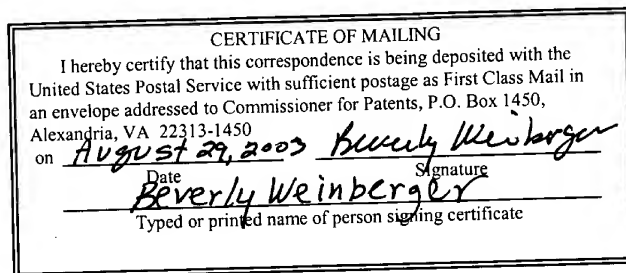 CERTIFICATE OF MAILING
I hereby certify that this correspondence is being deposited with the
United States Postal Service with sufficient postage as First Class Mail in
an envelope addressed to Commissioner for Patents, P.O. Box 1450,
Alexandria, VA 22313-1450
on August 29, 2003 Beverly Weinberger
Date Signature
Beverly Weinberger
Typed or printed name of person signing certificate